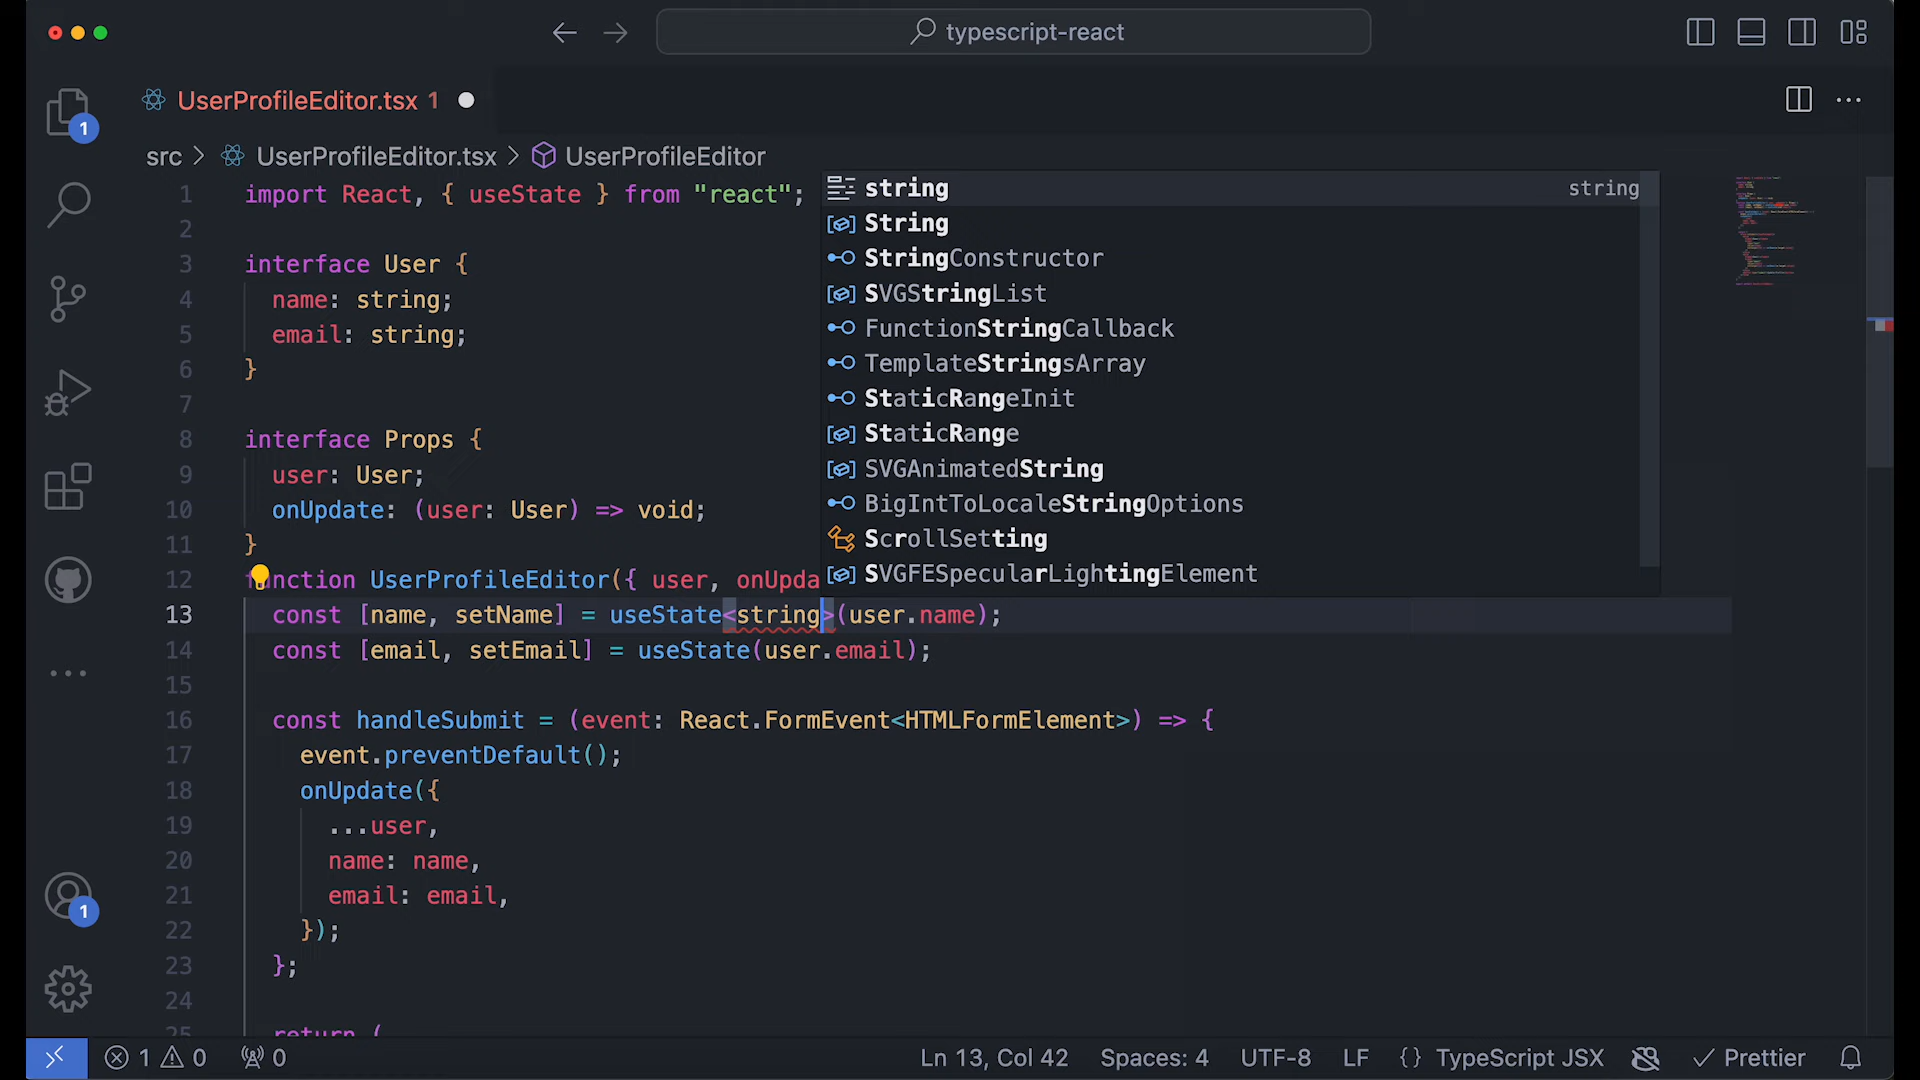 typescript-react
UserProfileEditor.tsx 1
1
src > UserProfileEditor.tsx > UserProfileEditor
1 import React, { useState } from "react";
2
3 interface User {
4 name: string;
5 email: string;
6 }
7
8 interface Props {
9 user: User;
10 onUpdate: (user: User) => void;
11 }
string string
String
StringConstructor
SVGStringList
FunctionStringCallback
TemplateStringsArray
StaticRangeInit
StaticRange
SVGAnimatedString
BigIntToLocaleStringOptions
ScrollSetting
SVGFESpecularLightingElement
12 function UserProfileEditor({ user, onUpda
13 const [name, setName] = useState<string>(user.name);
14 const [email, setEmail] = useState(user.email);
15
16 const handleSubmit = (event: React.FormEvent<HTMLFormElement>) => {
17 event.preventDefault();
18 onUpdate({
19 ...user,
20 name: name,
21 email: email,
22 });
23 };
24
25 return (
1
1 0 0
Ln 13, Col 42 Spaces: 4 UTF-8 LF {} TypeScript JSX Prettier